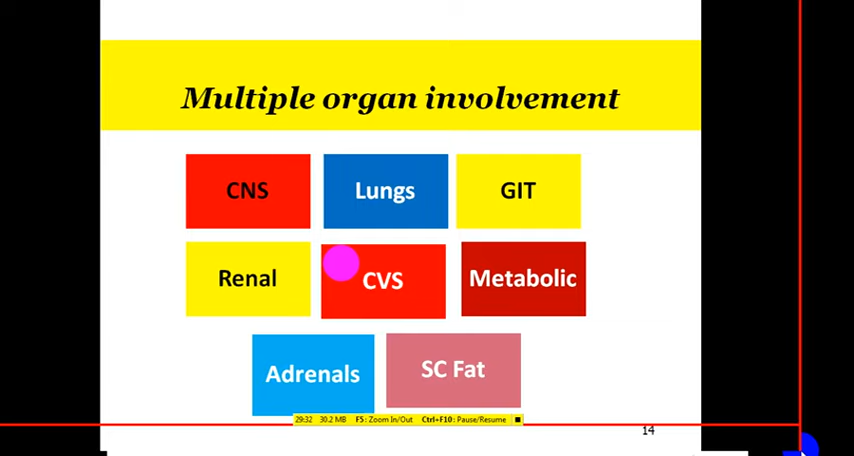 Multiple organ involvement
CNS Lungs GIT
Renal CVS Metabolic
Adrenals SC Fat
29:32 30.2 MB F5: Zoom In/Out Ctrl+F10: Pause/Resume
14